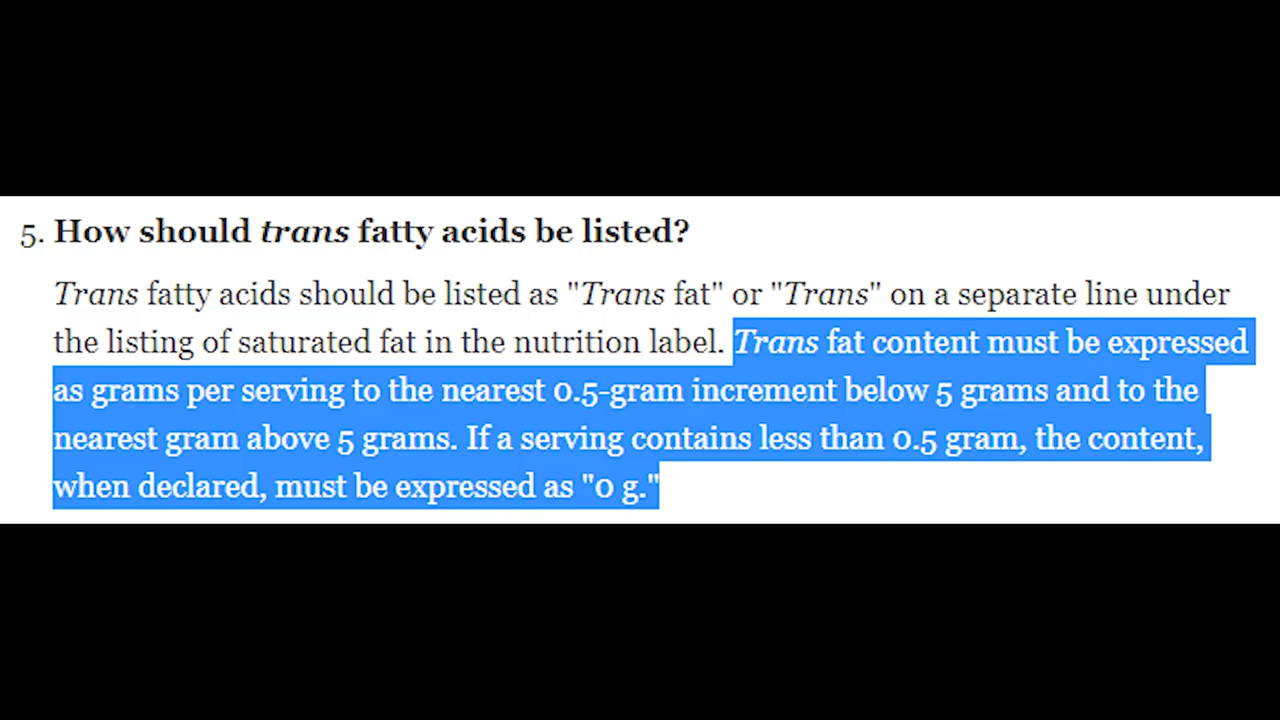 5. How should trans fatty acids be listed?
Trans fatty acids should be listed as "Trans fat" or "Trans" on a separate line under
the listing of saturated fat in the nutrition label. Trans fat content must be expressed
as grams per serving to the nearest 0.5-gram increment below 5 grams and to the
nearest gram above 5 grams. If a serving contains less than 0.5 gram, the content,
when declared, must be expressed as "0 g."